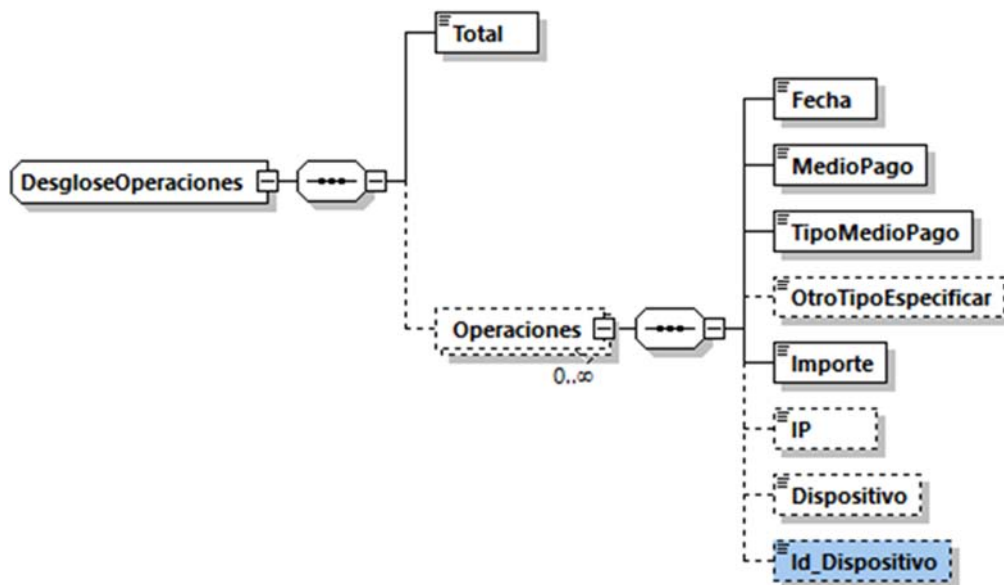 Total
Fecha
DesgloseOperaciones
MedioPago
TipoMedioPago
OtroTipoEspecificar
Operaciones
0..∞
Importe
IP
Dispositivo
Id_Dispositivo